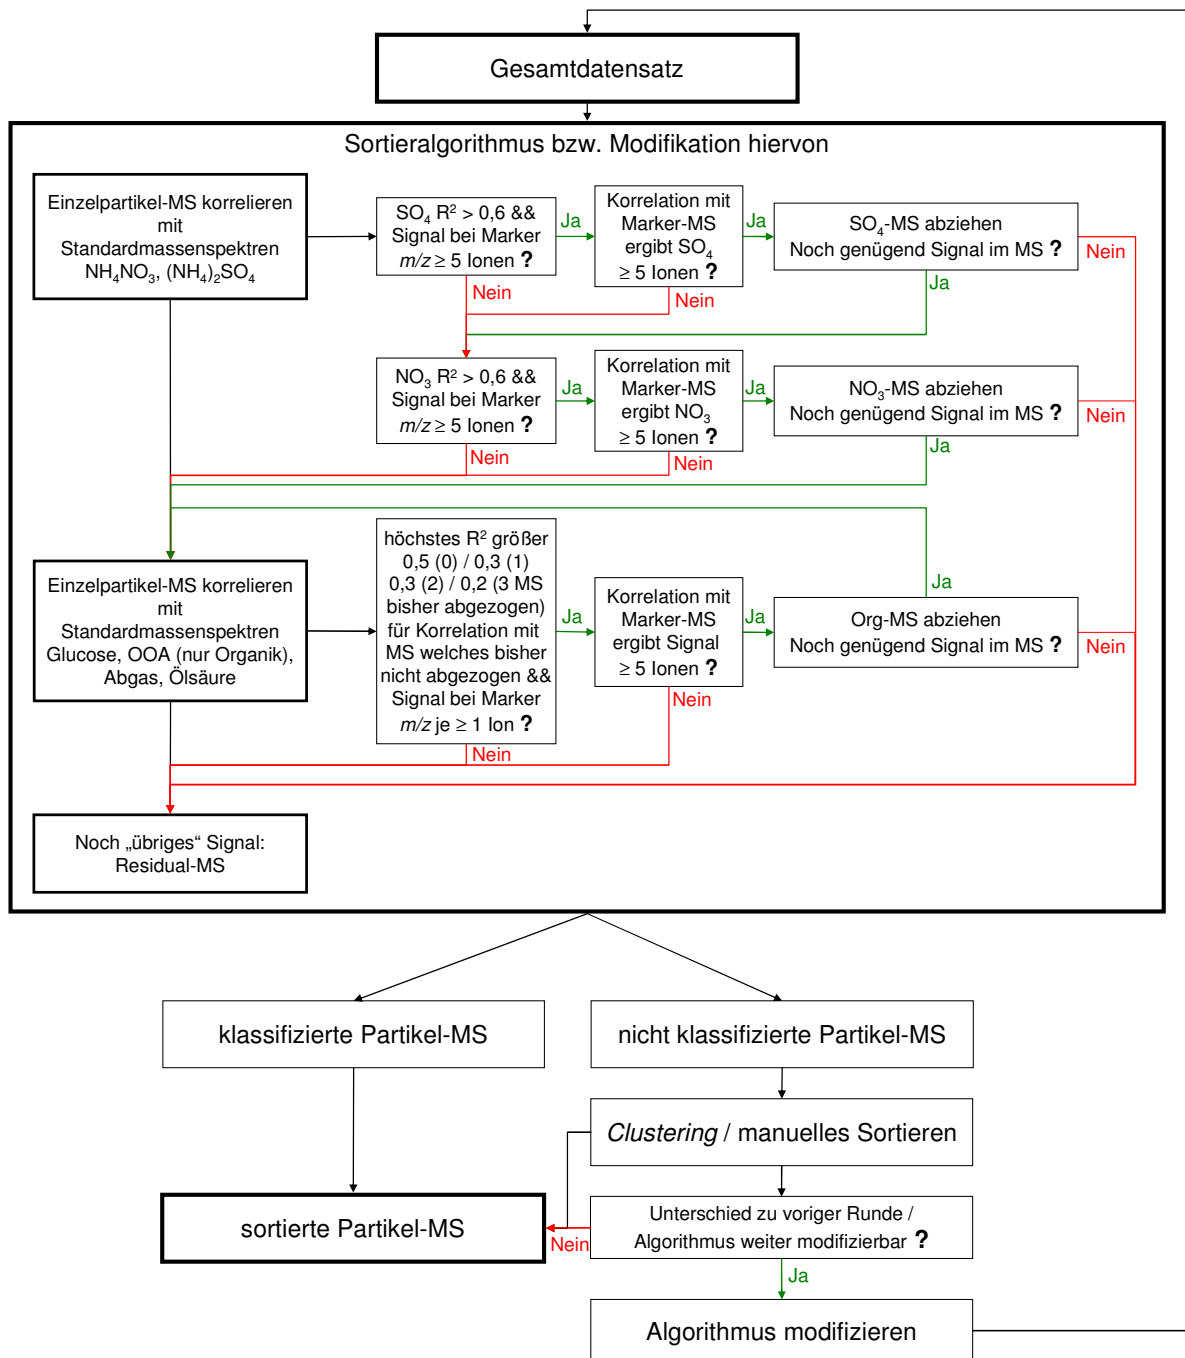 Gesamtdatensatz
Sortieralgorithmus bzw. Modifikation hiervon
Einzelpartikel-MS korrelieren
mit
Standardmassenspektren
NH₄NO₃, (NH₄)₂SO₄
SO₄ R² > 0,6 &&
Signal bei Marker
m/z ≥ 5 Ionen ?
Ja
Nein
Korrelation mit
Marker-MS
ergibt SO₄
≥ 5 Ionen ?
Ja
Nein
SO₄-MS abziehen
Noch genügend Signal im MS ?
Nein
Ja
NO₃ R² > 0,6 &&
Signal bei Marker
m/z ≥ 5 Ionen ?
Ja
Nein
Korrelation mit
Marker-MS
ergibt NO₃
≥ 5 Ionen ?
Ja
Nein
NO₃-MS abziehen
Noch genügend Signal im MS ?
Nein
Ja
Einzelpartikel-MS korrelieren
mit
Standardmassenspektren
Glucose, OOA (nur Organik),
Abgas, Ölsäure
höchstes R² größer
0,5 (0) / 0,3 (1)
0,3 (2) / 0,2 (3 MS
bisher abgezogen)
für Korrelation mit
MS welches bisher
nicht abgezogen &&
Signal bei Marker
m/z je ≥ 1 Ion ?
Ja
Nein
Korrelation mit
Marker-MS
ergibt Signal
≥ 5 Ionen ?
Ja
Nein
Ja
Org-MS abziehen
Noch genügend Signal im MS ?
Nein
Noch „übriges“ Signal:
Residual-MS
klassifizierte Partikel-MS
nicht klassifizierte Partikel-MS
Clustering / manuelles Sortieren
sortierte Partikel-MS
Nein
Unterschied zu voriger Runde /
Algorithmus weiter modifizierbar ?
Ja
Algorithmus modifizieren